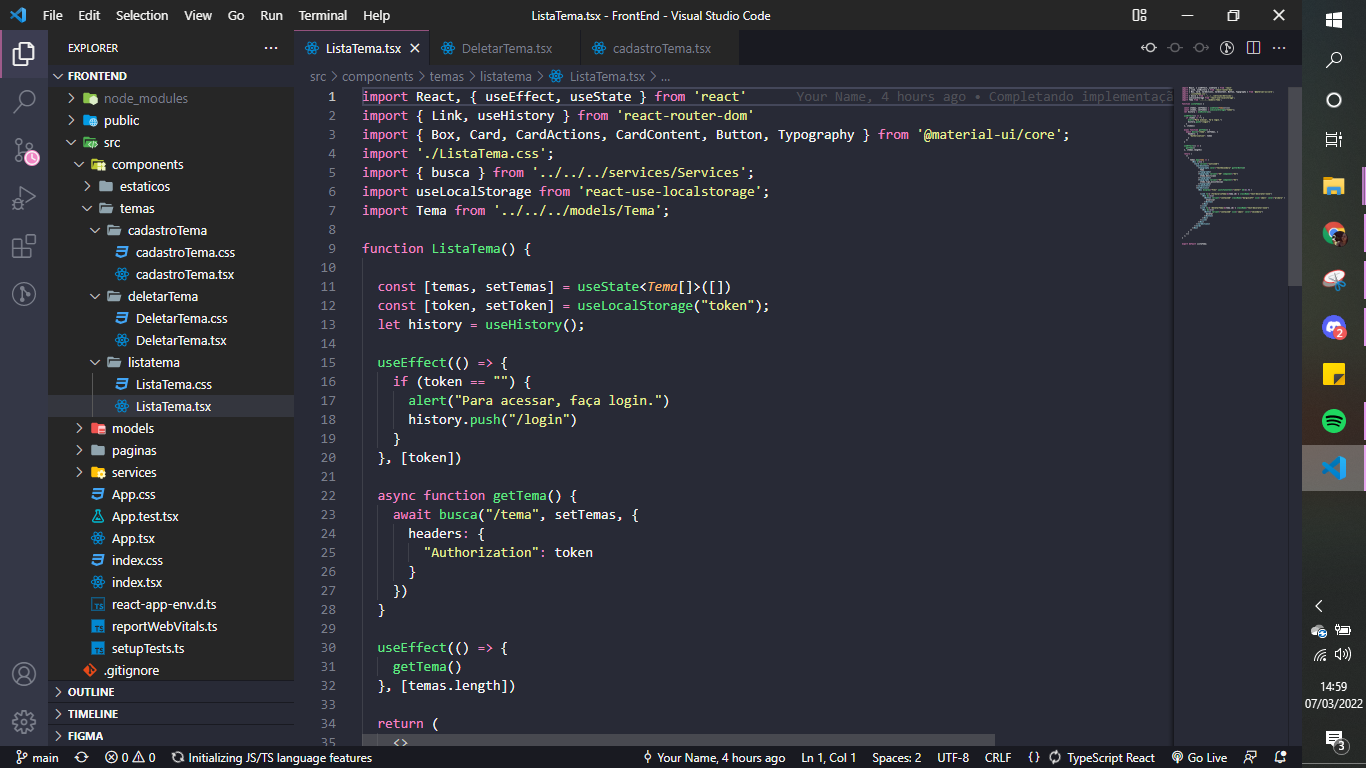 File Edit Selection View Go Run Terminal Help
ListaTema.tsx - FrontEnd - Visual Studio Code
EXPLORER
FRONTEND
node_modules
public
src
components
estaticos
temas
cadastroTema
cadastroTema.css
cadastroTema.tsx
deletarTema
DeletarTema.css
DeletarTema.tsx
listatema
ListaTema.css
ListaTema.tsx
models
paginas
services
App.css
App.test.tsx
App.tsx
index.css
index.tsx
react-app-env.d.ts
reportWebVitals.ts
setupTests.ts
.gitignore
OUTLINE
TIMELINE
FIGMA
ListaTema.tsx DeletarTema.tsx cadastroTema.tsx
src > components > temas > listatema > ListaTema.tsx > ...
1 import React, { useEffect, useState } from 'react' Your Name, 4 hours ago • Completando implementaça
2 import { Link, useHistory } from 'react-router-dom'
3 import { Box, Card, CardActions, CardContent, Button, Typography } from '@material-ui/core';
4 import './ListaTema.css';
5 import { busca } from '../../../services/Services';
6 import useLocalStorage from 'react-use-localstorage';
7 import Tema from '../../../models/Tema';
8
9 function ListaTema() {
10
11 const [temas, setTemas] = useState<Tema[]>([])
12 const [token, setToken] = useLocalStorage("token");
13 let history = useHistory();
14
15 useEffect(() => {
16 if (token == "") {
17 alert("Para acessar, faça login.")
18 history.push("/login")
19 }
20 }, [token])
21
22 async function getTema() {
23 await busca("/tema", setTemas, {
24 headers: {
25 "Authorization": token
26 }
27 })
28 }
29
30 useEffect(() => {
31 getTema()
32 }, [temas.length])
33
34 return (
35 <>
main 0 0 Initializing JS/TS language features
Your Name, 4 hours ago Ln 1, Col 1 Spaces: 2 UTF-8 CRLF {} TypeScript React Go Live
2
14:59
07/03/2022
3